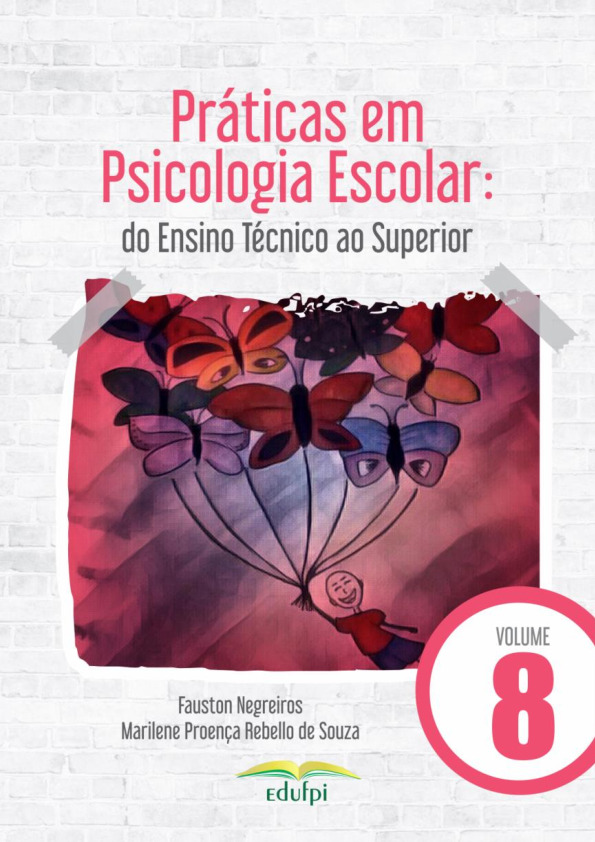 Práticas em
Psicologia Escolar:
do Ensino Técnico ao Superior
VOLUME
8
Fauston Negreiros
Marilene Proença Rebello de Souza
Edufpi